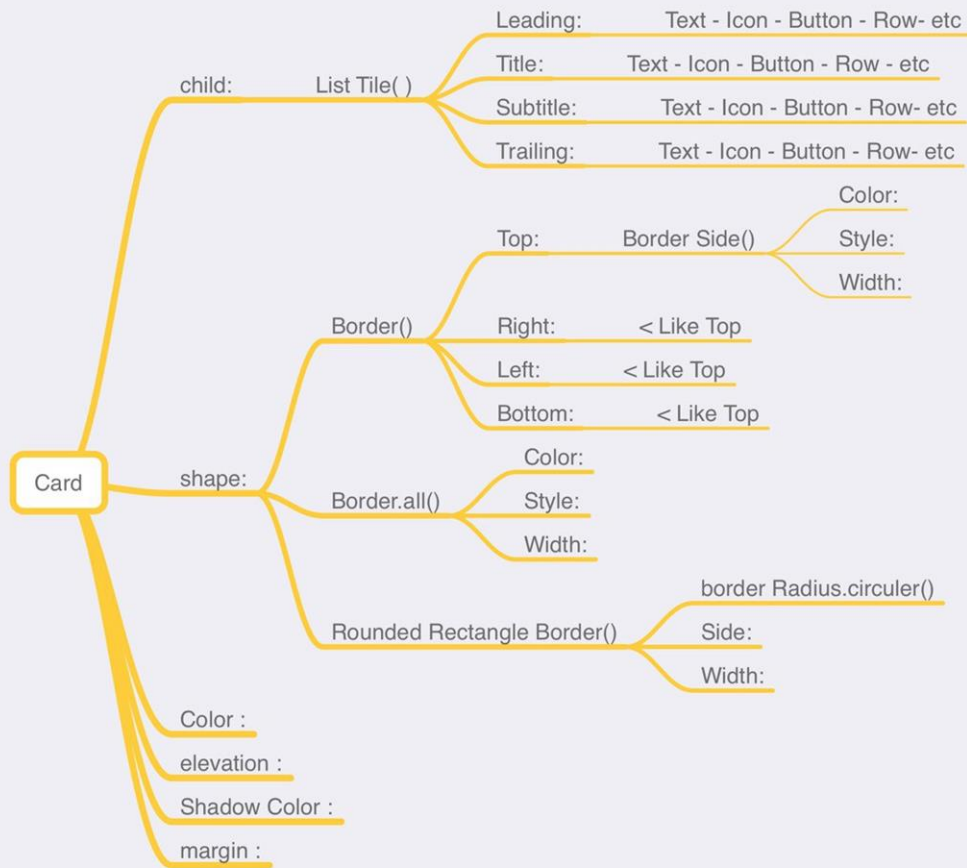 Card
child:
List Tile( )
Leading: Text - Icon - Button - Row- etc
Title: Text - Icon - Button - Row - etc
Subtitle: Text - Icon - Button - Row- etc
Trailing: Text - Icon - Button - Row- etc
shape:
Border()
Top: Border Side()
Color:
Style:
Width:
Right: < Like Top
Left: < Like Top
Bottom: < Like Top
Border.all()
Color:
Style:
Width:
Rounded Rectangle Border()
border Radius.circuler()
Side:
Width:
Color :
elevation :
Shadow Color :
margin :